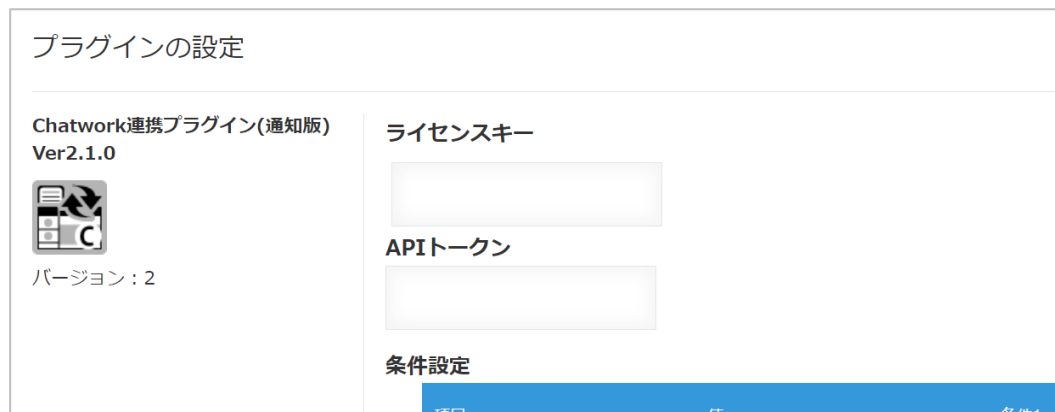 プラグインの設定
Chatwork連携プラグイン(通知版)
Ver2.1.0
C
バージョン：2
ライセンスキー
APIトークン
条件設定